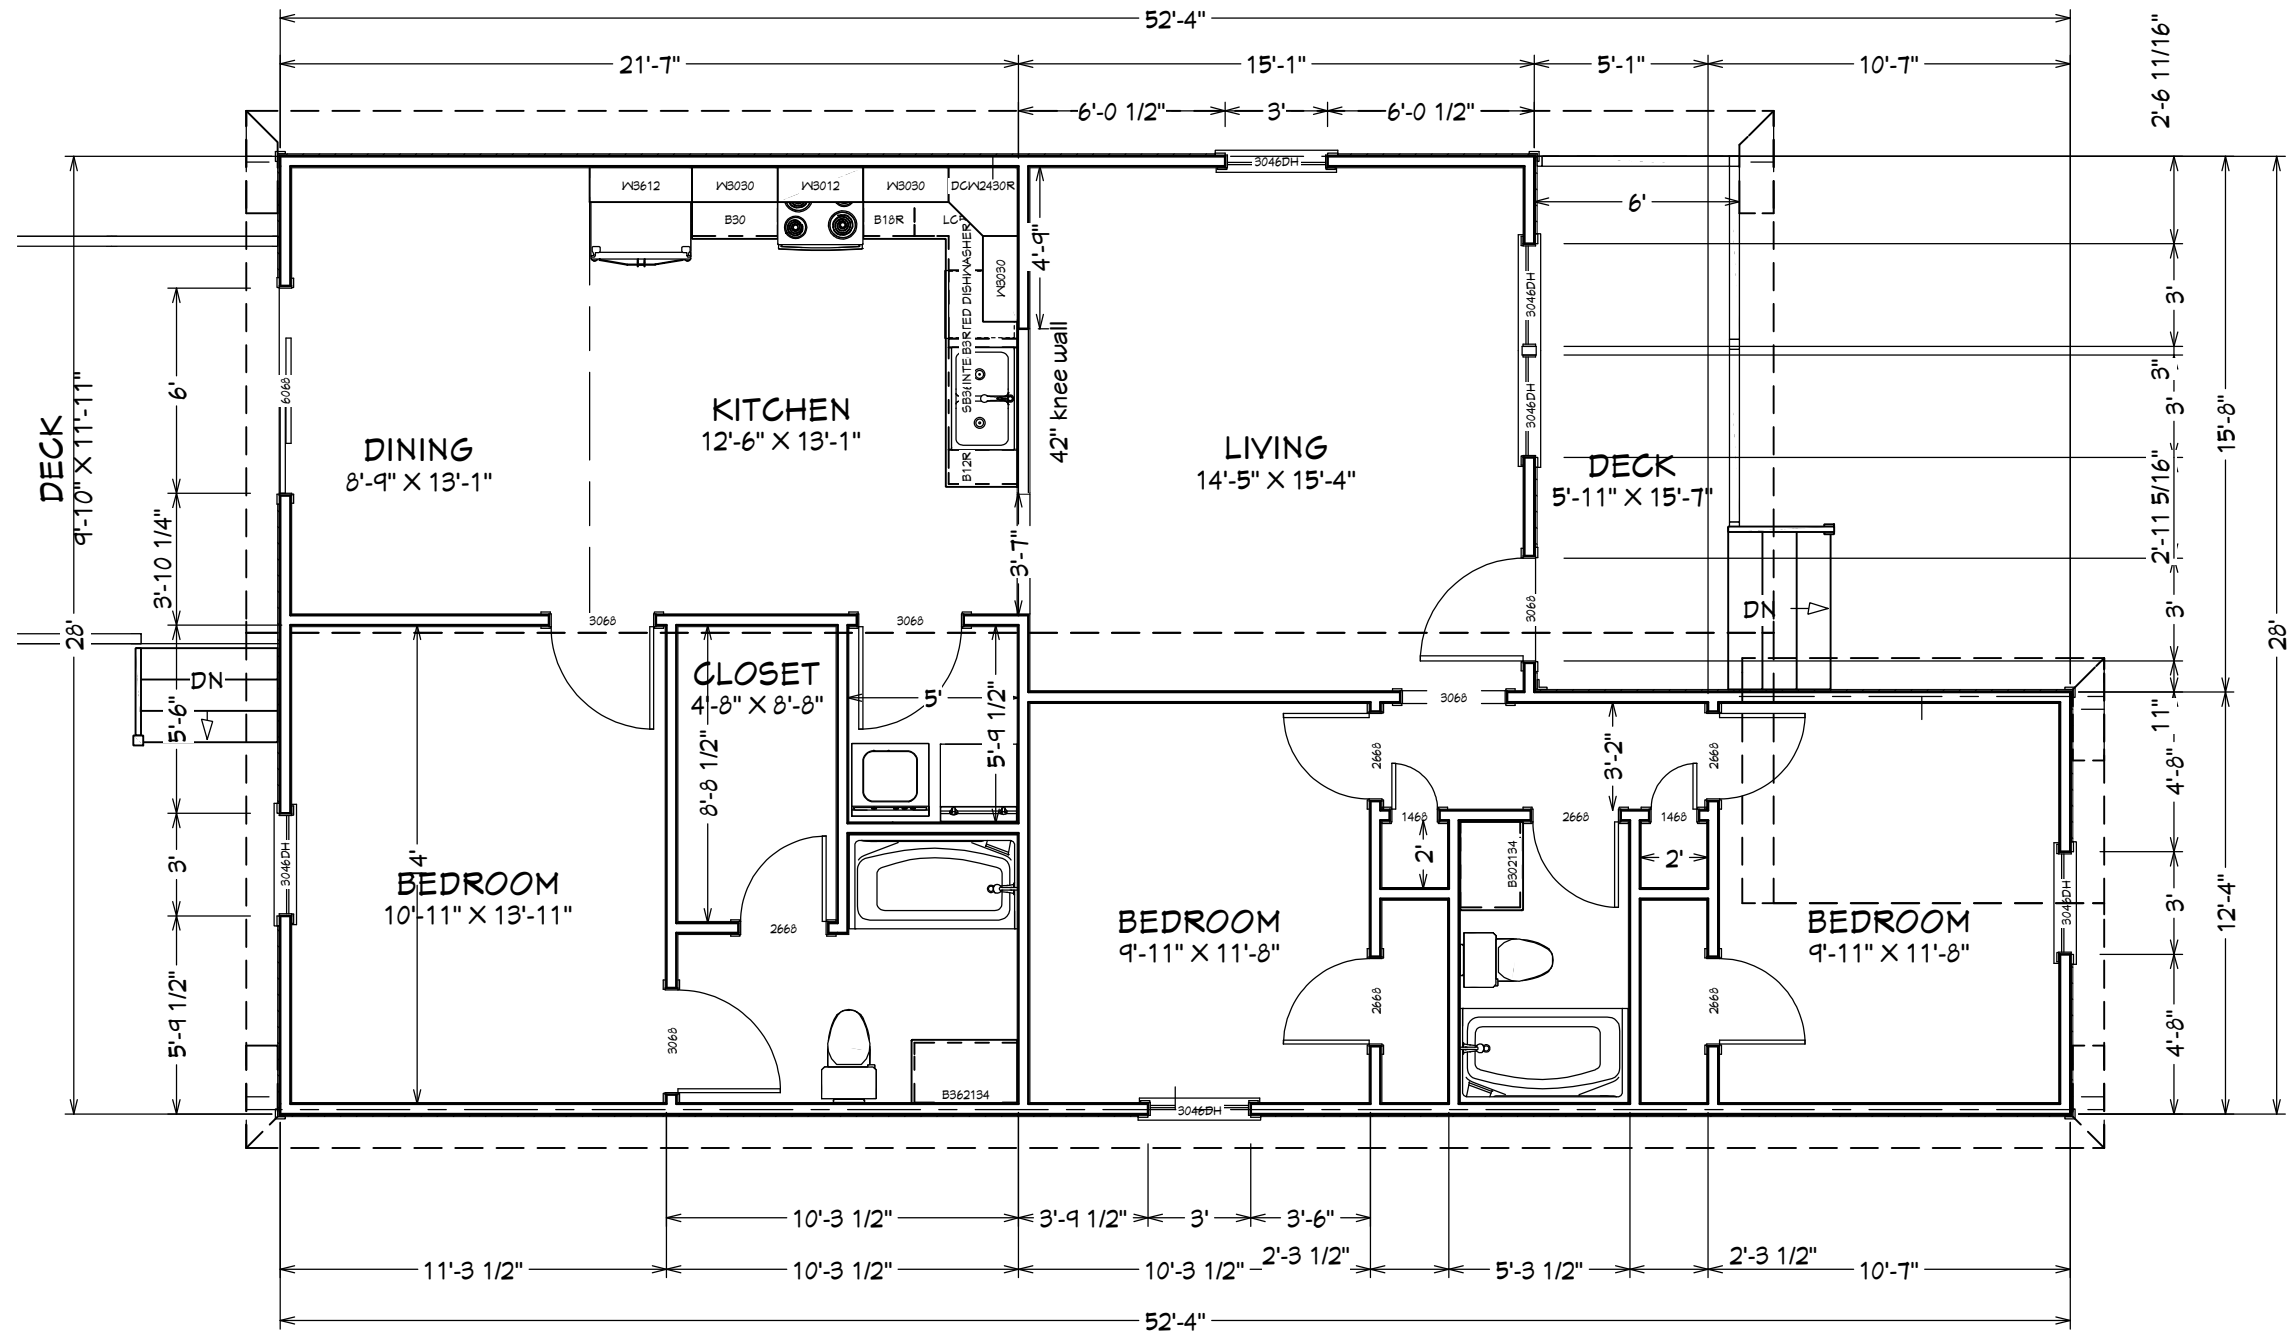 52'-4"
21'-7"
15'-1"
5'-1"
10'-7"
2'-6 11/16"
6'-0 1/2"
3'
6'-0 1/2"
3046DH
W3612
W3030
W3012
W3030
DCW2430R
B30
B18R
6'
4'-9"
W3030
3046DH
3'
DECK
9'-10" X 11'-11"
6'
6068
KITCHEN
12'-6" X 13'-1"
DINING
8'-9" X 13'-1"
B12R
42" knee wall
LIVING
14'-5" X 15'-4"
3046DH
DECK
5'-11" X 15'-7"
3"
3'
15'-8"
3'-10 1/4"
3'-7"
2'-11 5/16"
28'
3068
3068
3068
DN
3'
28'
DN
5'-6"
CLOSET
4'-8" X 8'-8"
5'
5'-9 1/2"
8'-8 1/2"
3068
2668
3'-2"
2668
11"
4'-8"
1468
2668
1468
3'
3046DH
14'
BEDROOM
10'-11" X 13'-11"
2'
B302134
2'
3046DH
3'
12'-4"
2668
BEDROOM
9'-11" X 11'-8"
BEDROOM
9'-11" X 11'-8"
5'-9 1/2"
3068
2668
2668
4'-8"
B362134
3046DH
10'-3 1/2"
3'-9 1/2"
3'
3'-6"
11'-3 1/2"
10'-3 1/2"
10'-3 1/2"
2'-3 1/2"
5'-3 1/2"
2'-3 1/2"
10'-7"
52'-4"